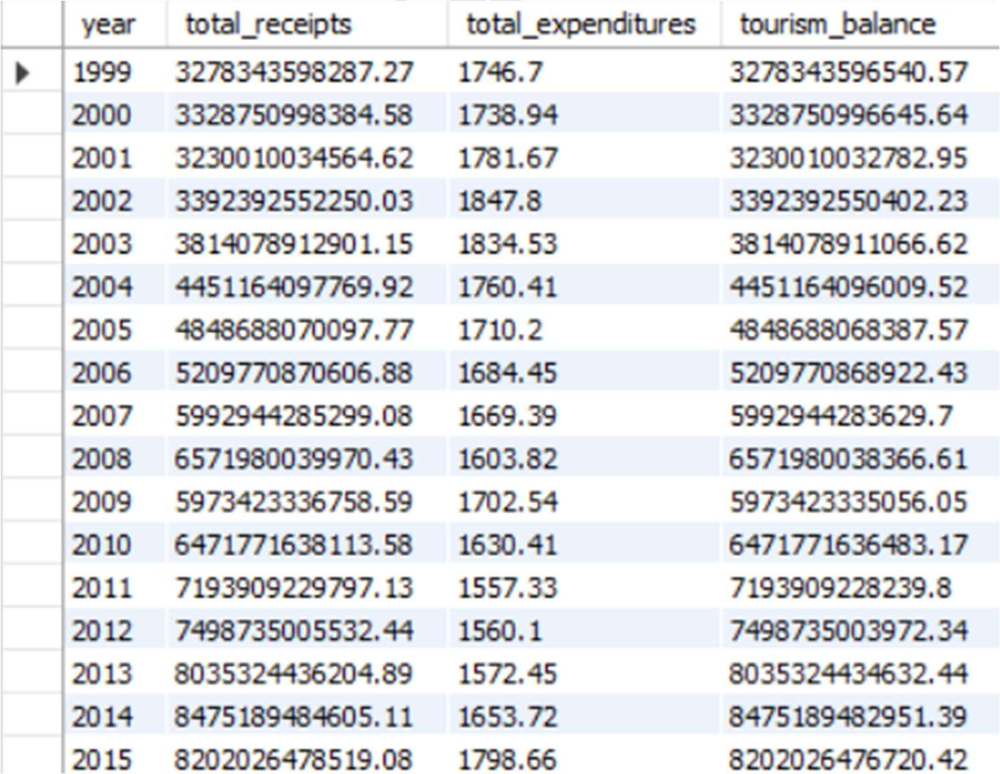 year total_receipts total_expenditures tourism_balance
1999 3278343598287.27 1746.7 3278343596540.57
2000 3328750998384.58 1738.94 3328750996645.64
2001 3230010034564.62 1781.67 3230010032782.95
2002 3392392552250.03 1847.8 3392392550402.23
2003 3814078912901.15 1834.53 3814078911066.62
2004 4451164097769.92 1760.41 4451164096009.52
2005 4848688070097.77 1710.2 4848688068387.57
2006 5209770870606.88 1684.45 5209770868922.43
2007 5992944285299.08 1669.39 5992944283629.7
2008 6571980039970.43 1603.82 6571980038366.61
2009 5973423336758.59 1702.54 5973423335056.05
2010 6471771638113.58 1630.41 6471771636483.17
2011 7193909229797.13 1557.33 7193909228239.8
2012 7498735005532.44 1560.1 7498735003972.34
2013 8035324436204.89 1572.45 8035324434632.44
2014 8475189484605.11 1653.72 8475189482951.39
2015 8202026478519.08 1798.66 8202026476720.42